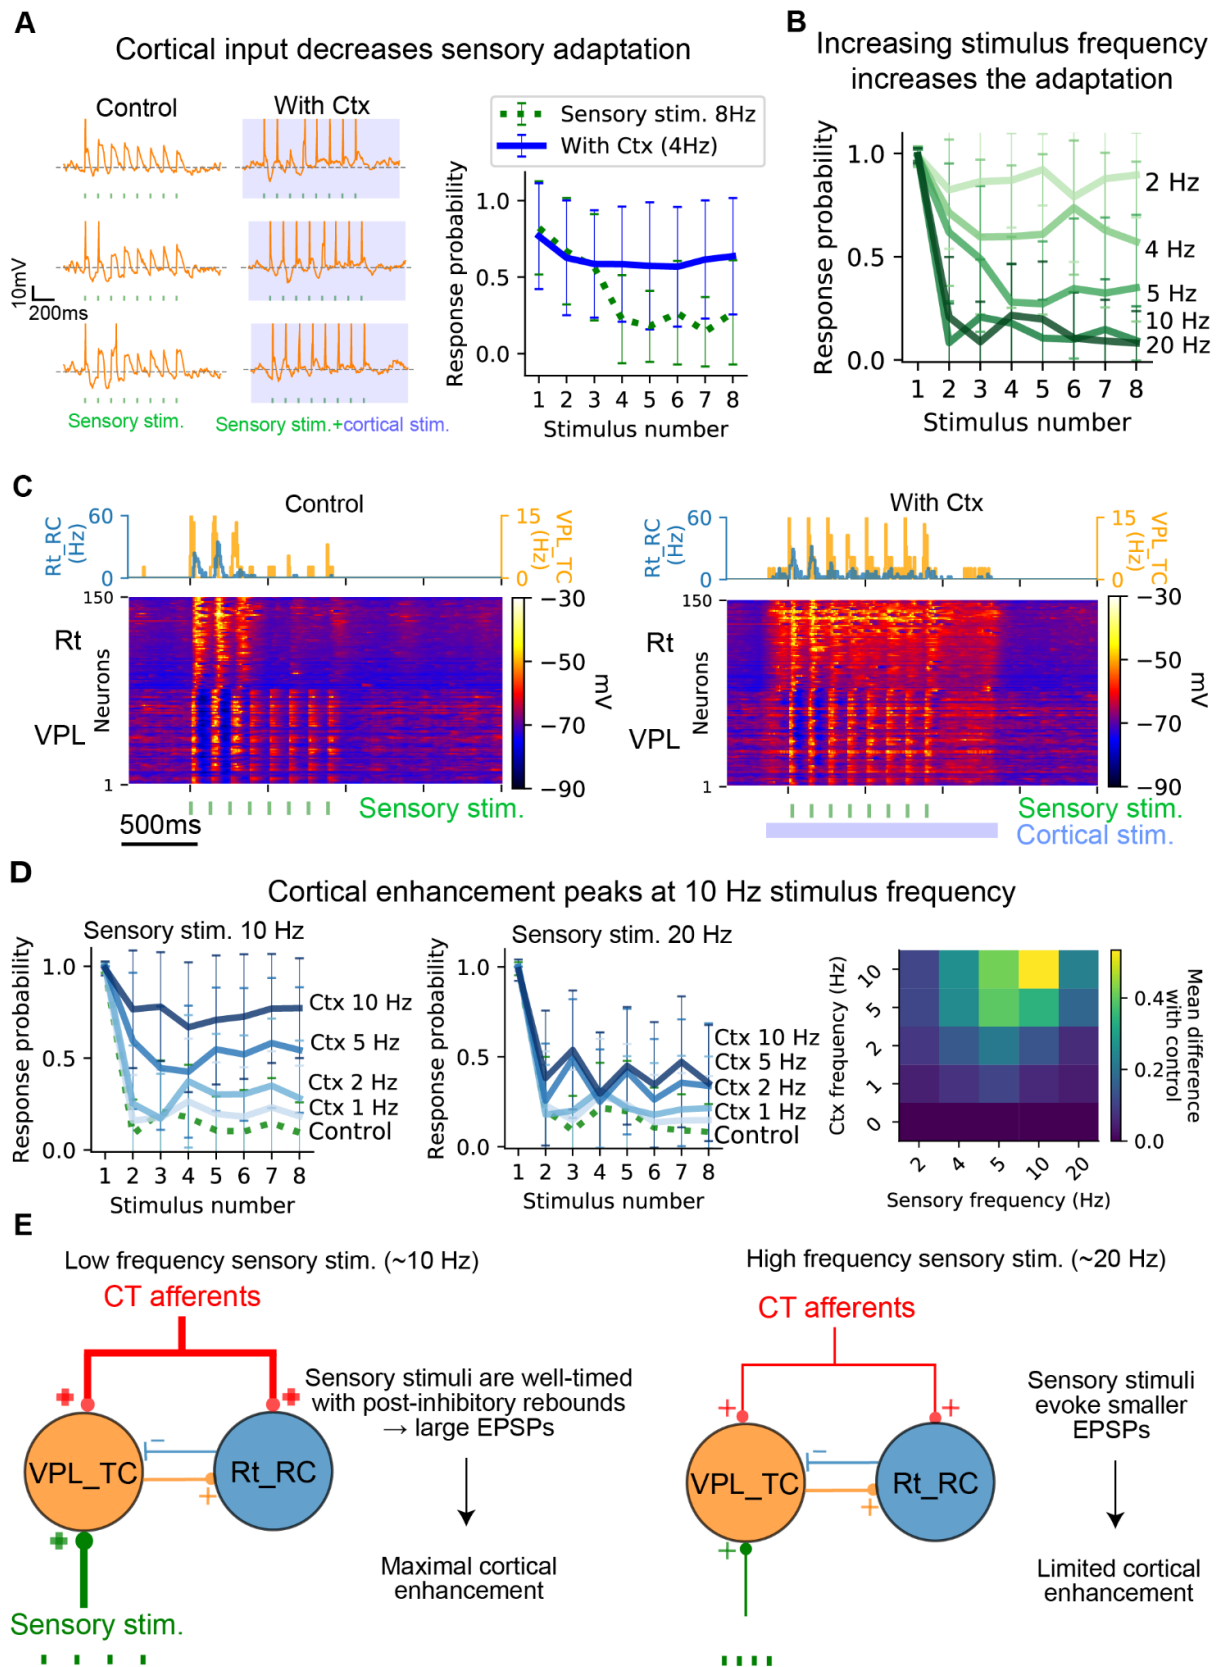 A
Cortical input decreases sensory adaptation
Control
With Ctx
10mV
200ms
Sensory stim.
Sensory stim.+cortical stim.
Sensory stim. 8Hz
With Ctx (4Hz)
Response probability
1.0
0.5
0.0
1 2 3 4 5 6 7 8
Stimulus number
B
Increasing stimulus frequency
increases the adaptation
Response probability
1.0
0.5
0.0
2 Hz
4 Hz
5 Hz
10 Hz
20 Hz
1 2 3 4 5 6 7 8
Stimulus number
C
Control
Rt_RC
(Hz)
60
0
15
0
VPL_TC
(Hz)
150
Rt
Neurons
VPL
1
−30
−50
−70
−90
mV
Sensory stim.
500ms
With Ctx
Rt_RC
(Hz)
60
0
15
0
VPL_TC
(Hz)
150
Rt
Neurons
VPL
1
−30
−50
−70
−90
mV
Sensory stim.
Cortical stim.
D
Cortical enhancement peaks at 10 Hz stimulus frequency
Sensory stim. 10 Hz
Response probability
1.0
0.5
0.0
Ctx 10 Hz
Ctx 5 Hz
Ctx 2 Hz
Ctx 1 Hz
Control
1 2 3 4 5 6 7 8
Stimulus number
Sensory stim. 20 Hz
Response probability
1.0
0.5
0.0
Ctx 10 Hz
Ctx 5 Hz
Ctx 2 Hz
Ctx 1 Hz
Control
1 2 3 4 5 6 7 8
Stimulus number
Ctx frequency (Hz)
10
5
2
1
0
2 4 5 10 20
Sensory frequency (Hz)
0.4
0.2
0.0
Mean difference
with control
E
Low frequency sensory stim. (~10 Hz)
CT afferents
+
+
VPL_TC
Rt_RC
−
+
+
Sensory stim.
Sensory stimuli are well-timed
with post-inhibitory rebounds
→ large EPSPs
Maximal cortical
enhancement
High frequency sensory stim. (~20 Hz)
CT afferents
+
+
VPL_TC
Rt_RC
−
+
+
Sensory stimuli
evoke smaller
EPSPs
Limited cortical
enhancement